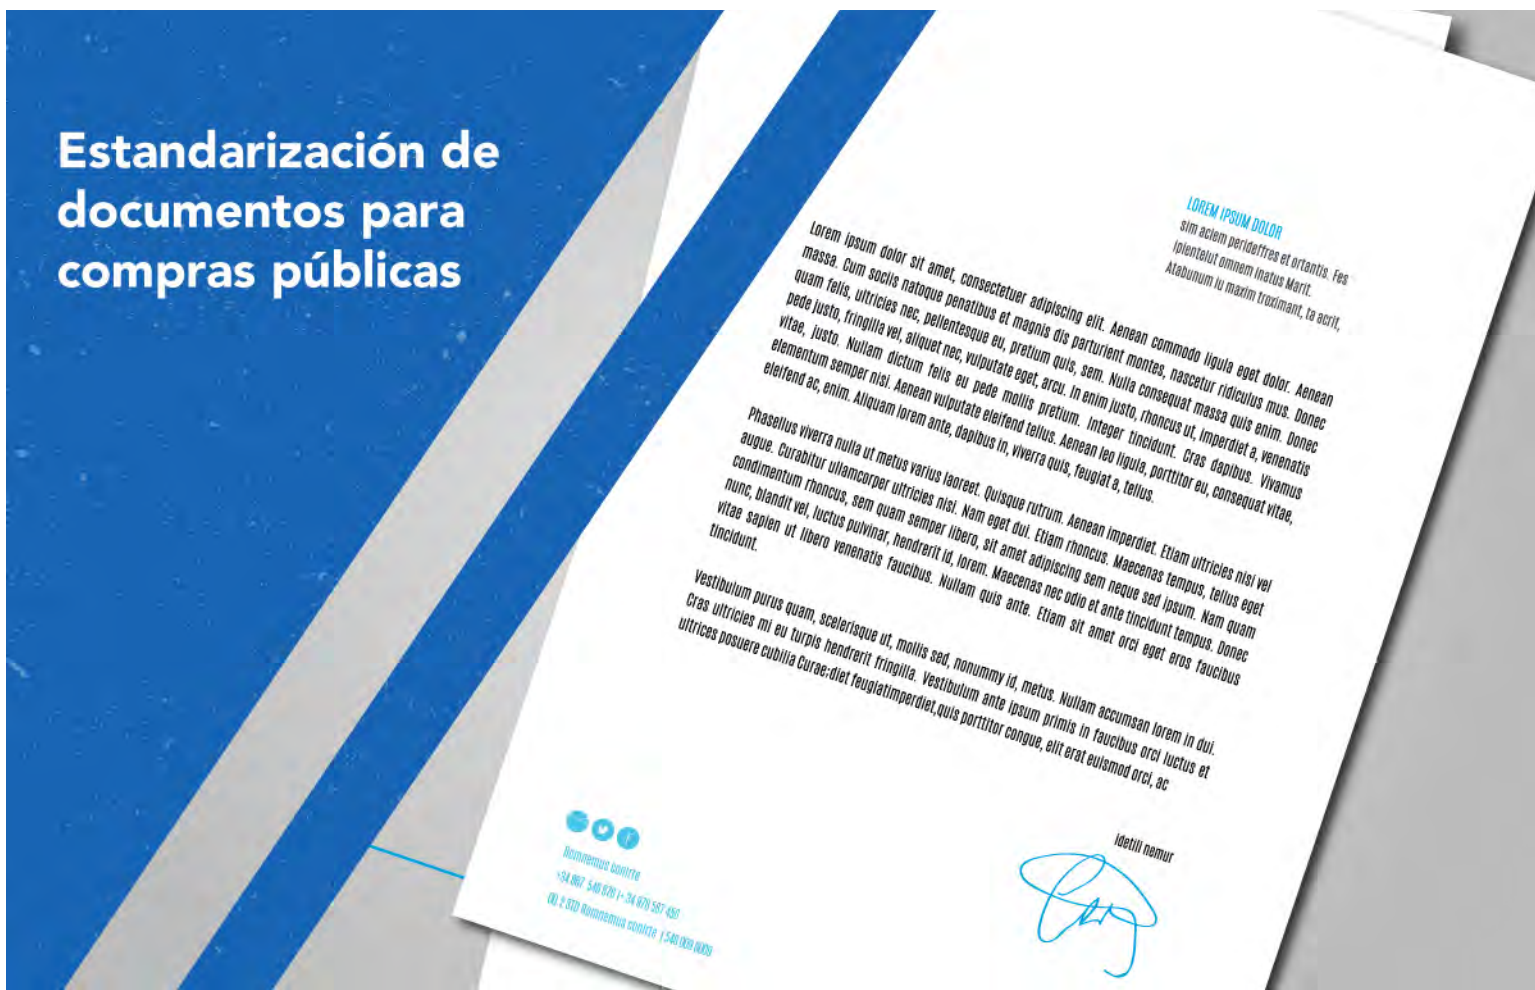 Estandarización de
documentos para
compras públicas
LOREM IPSUM DOLOR
sim aciem perideffres et ortantis. Fes
ipientelut omnem inatus Marit.
Atabunum iu maxim troximant, ta acrit,
Lorem ipsum dolor sit amet, consectetuer adipiscing elit. Aenean commodo ligula eget dolor. Aenean
massa. Cum sociis natoque penatibus et magnis dis parturient montes, nascetur ridiculus mus. Donec
quam felis, ultricies nec, pellentesque eu, pretium quis, sem. Nulla consequat massa quis enim. Donec
pede justo, fringilla vel, aliquet nec, vulputate eget, arcu. In enim justo, rhoncus ut, imperdiet a, venenatis
vitae, justo. Nullam dictum felis eu pede mollis pretium. Integer tincidunt. Cras dapibus. Vivamus
elementum semper nisi. Aenean vulputate eleifend tellus. Aenean leo ligula, porttitor eu, consequat vitae,
eleifend ac, enim. Aliquam lorem ante, dapibus in, viverra quis, feugiat a, tellus.
Phasellus viverra nulla ut metus varius laoreet. Quisque rutrum. Aenean imperdiet. Etiam ultricies nisi vel
augue. Curabitur ullamcorper ultricies nisi. Nam eget dui. Etiam rhoncus. Maecenas tempus, tellus eget
condimentum rhoncus, sem quam semper libero, sit amet adipiscing sem neque sed ipsum. Nam quam
nunc, blandit vel, luctus pulvinar, hendrerit id, lorem. Maecenas nec odio et ante tincidunt tempus. Donec
vitae sapien ut libero venenatis faucibus. Nullam quis ante. Etiam sit amet orci eget eros faucibus
tincidunt.
Vestibulum purus quam, scelerisque ut, mollis sed, nonummy id, metus. Nullam accumsan lorem in dui.
Cras ultricies mi eu turpis hendrerit fringilla. Vestibulum ante ipsum primis in faucibus orci luctus et
ultrices posuere cubilia Curae;diet feugiatimperdiet,quis porttitor congue, elit erat euismod orci, ac
Idetill nemur